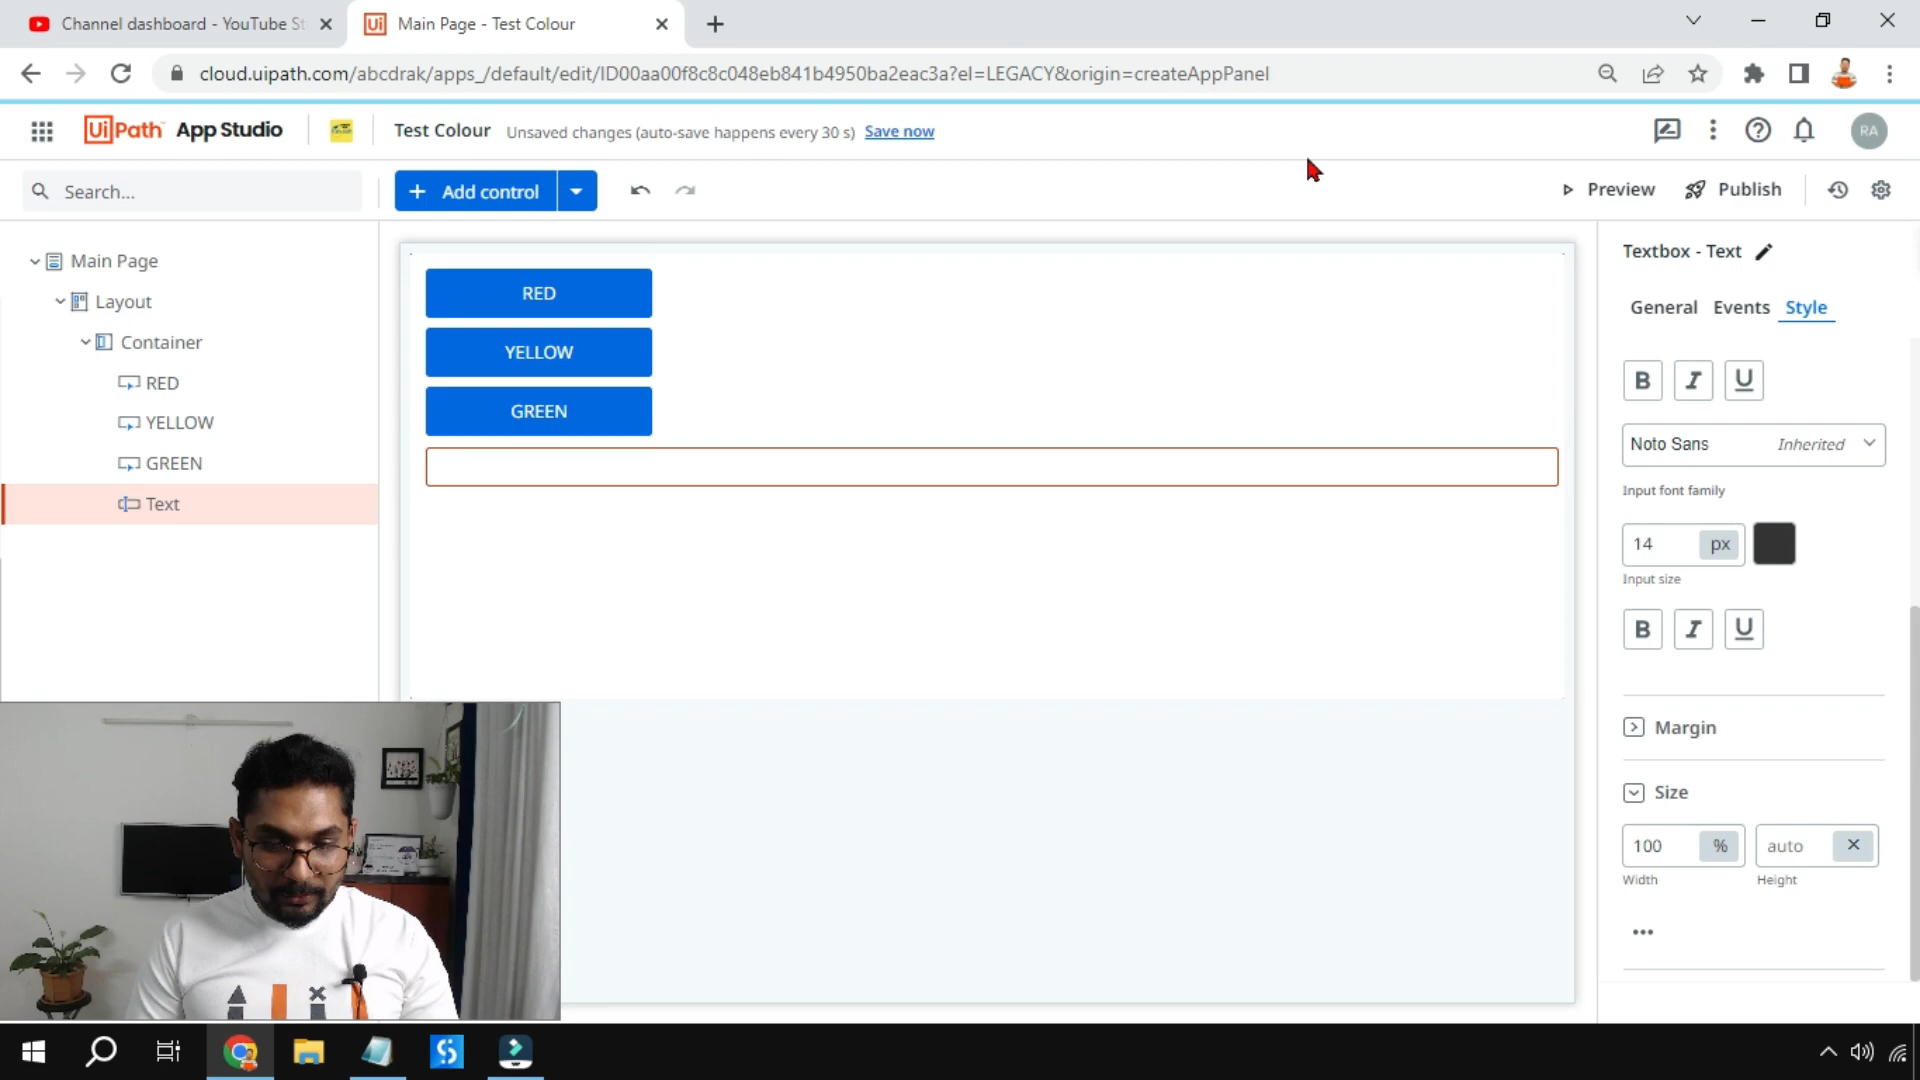 Channel dashboard - YouTube St
Main Page - Test Colour
cloud.uipath.com/abcdrak/apps_/default/edit/ID00aa00f8c8c048eb841b4950ba2eac3a?el=LEGACY&origin=createAppPanel
UiPath App Studio
Test Colour
Unsaved changes (auto-save happens every 30 s) Save now
RA
Search...
+ Add control
Preview
Publish
Main Page
Layout
Container
RED
YELLOW
GREEN
Text
RED
YELLOW
GREEN
Textbox - Text
General Events Style
B I U
Noto Sans Inherited
Input font family
14 px
Input size
B I U
Margin
Size
100 % auto
Width Height